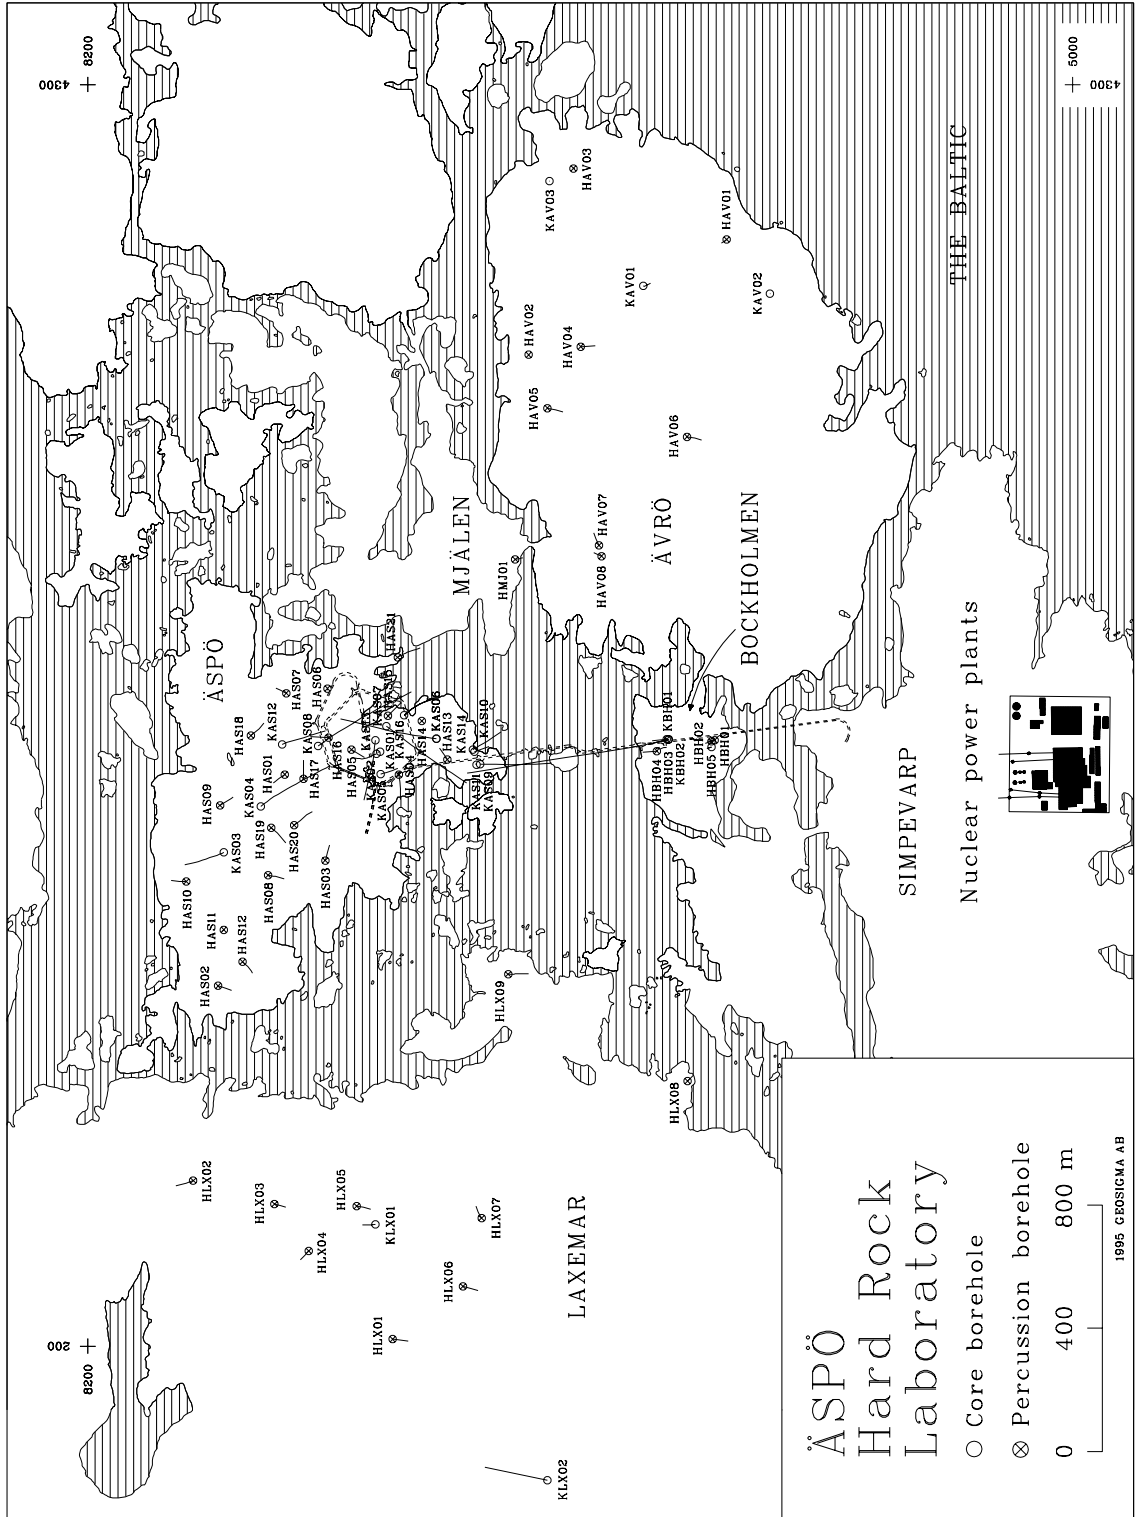 4300
8200
4300
5000
200
8200
THE BALTIC
ÄSPÖ
MJÄLEN
ÄVRÖ
BOCKHOLMEN
SIMPEVARP
Nuclear power plants
LAXEMAR
HAV03
KAV03
HAV01
KAV01
KAV02
HAV02
HAV04
HAV05
HAV06
HAV07
HAV08
HMJ01
HAS21
HAS07
HAS06
HAS18
KAS12
KAS08
HAS01
HAS17
HAS16
HAS09
KAS04
HAS05
HAS19
HAS20
KAS03
HAS03
HAS10
HAS08
HAS11
HAS12
HAS02
KAS16
HAS04
HAS14
KAS06
HAS13
KAS14
KAS10
KAS09
KBH01
HBH04
HBH03
KBH02
HBH02
HBH05
HBH01
HLX09
HLX08
HLX02
HLX03
HLX05
KLX01
HLX04
HLX07
HLX06
HLX01
KLX02
ÄSPÖ
Hard Rock
Laboratory
Core borehole
Percussion borehole
0 400 800 m
1995 GEOSIGMA AB